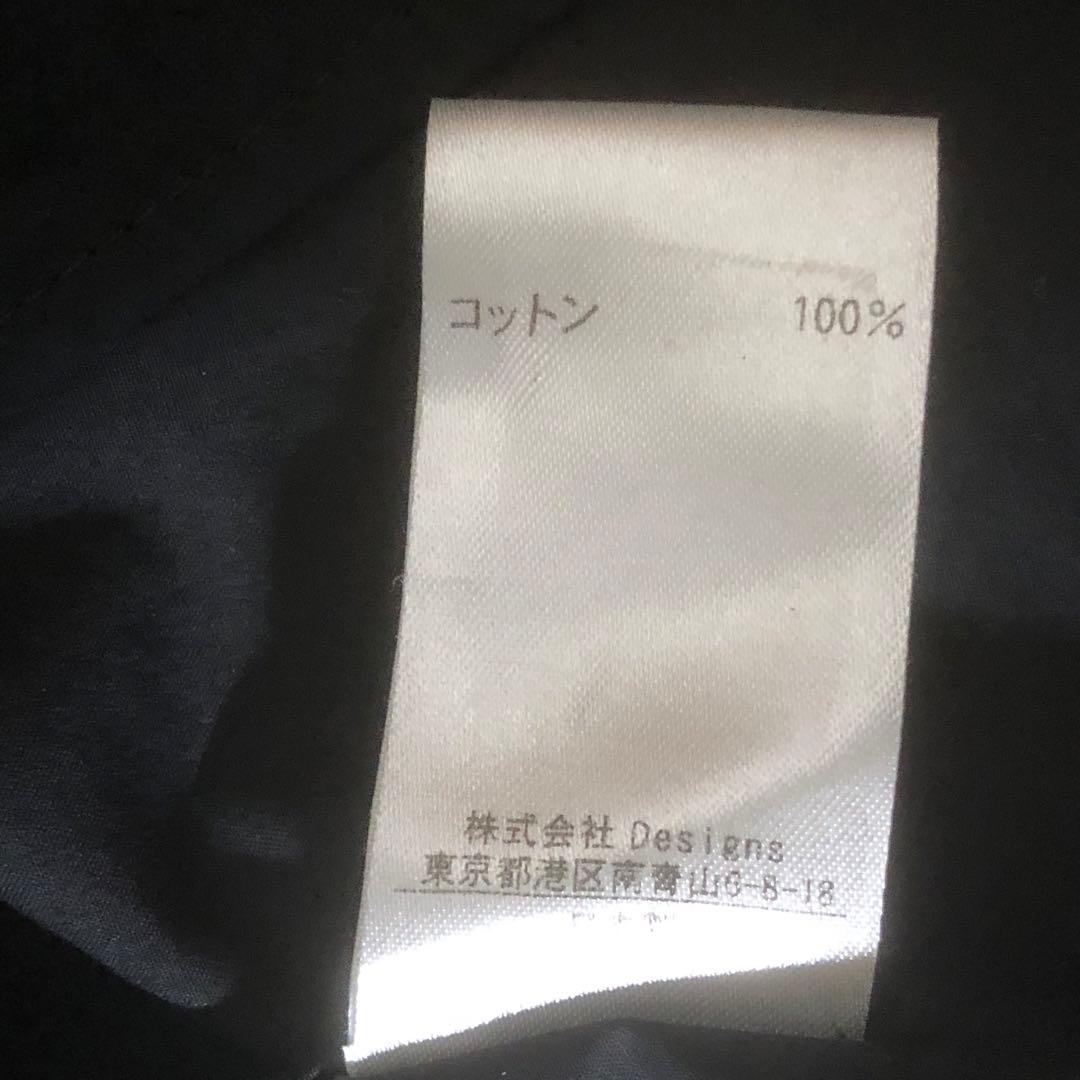 コットン 100%
株式会社 Designs
東京都港区南青山6-8-18